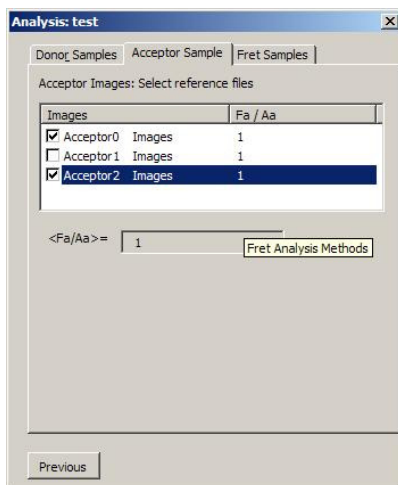 Analysis: test
Donor Samples Acceptor Sample Fret Samples
Acceptor Images: Select reference files
Images Fa / Aa
Acceptor0 Images 1
Acceptor1 Images 1
Acceptor2 Images 1
<Fa/Aa>= 1
Fret Analysis Methods
Previous